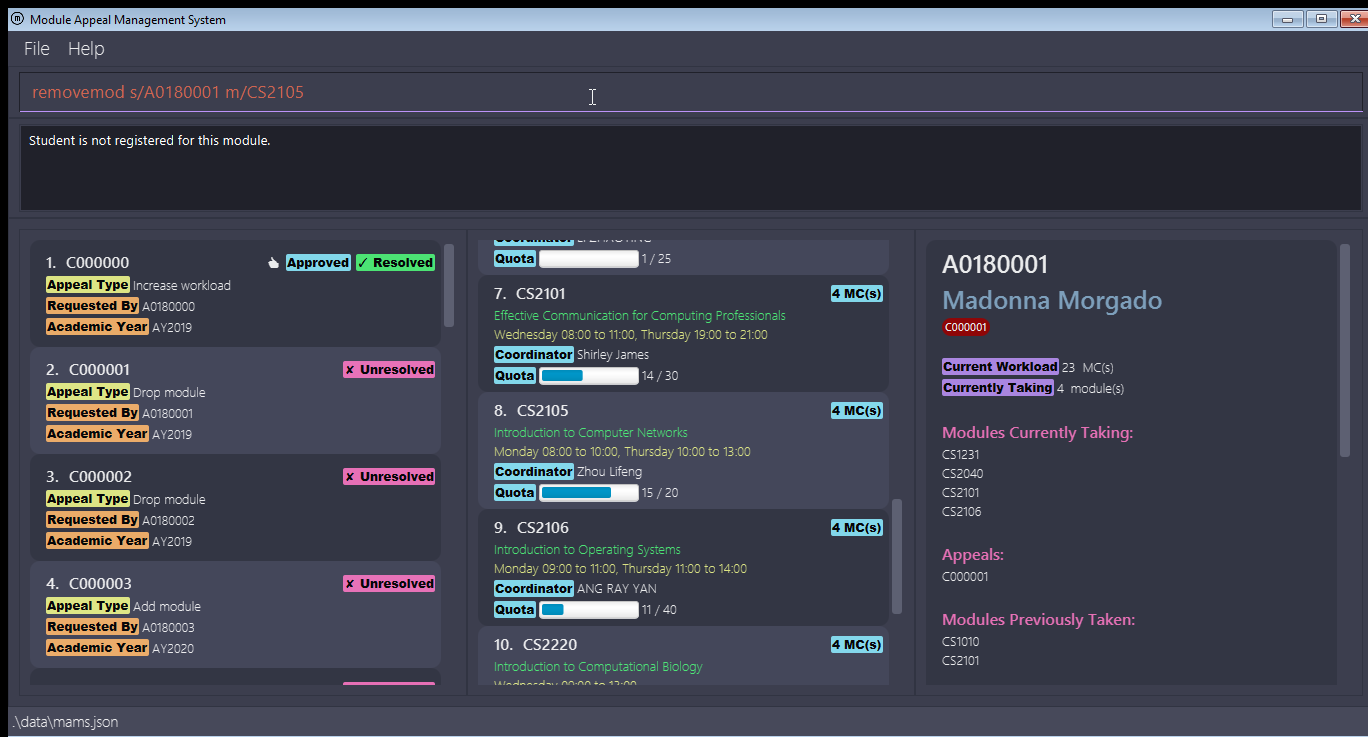 Module Appeal Management System
File Help
removemod s/A0180001 m/CS2105
Student is not registered for this module.
1. C000000 Approved ✓ Resolved
Appeal Type Increase workload
Requested By A0180000
Academic Year AY2019
2. C000001 ✘ Unresolved
Appeal Type Drop module
Requested By A0180001
Academic Year AY2019
3. C000002 ✘ Unresolved
Appeal Type Drop module
Requested By A0180002
Academic Year AY2019
4. C000003 ✘ Unresolved
Appeal Type Add module
Requested By A0180003
Academic Year AY2020
Coordinator
Quota 1 / 25
7. CS2101 4 MC(s)
Effective Communication for Computing Professionals
Wednesday 08:00 to 11:00, Thursday 19:00 to 21:00
Coordinator Shirley James
Quota 14 / 30
8. CS2105 4 MC(s)
Introduction to Computer Networks
Monday 08:00 to 10:00, Thursday 10:00 to 13:00
Coordinator Zhou Lifeng
Quota 15 / 20
9. CS2106 4 MC(s)
Introduction to Operating Systems
Monday 09:00 to 11:00, Thursday 11:00 to 14:00
Coordinator ANG RAY YAN
Quota 11 / 40
10. CS2220 4 MC(s)
Introduction to Computational Biology
Wednesday 09:00 to 12:00
A0180001
Madonna Morgado
C000001
Current Workload 23 MC(s)
Currently Taking 4 module(s)
Modules Currently Taking:
CS1231
CS2040
CS2101
CS2106
Appeals:
C000001
Modules Previously Taken:
CS1010
CS2101
.\data\mams.json